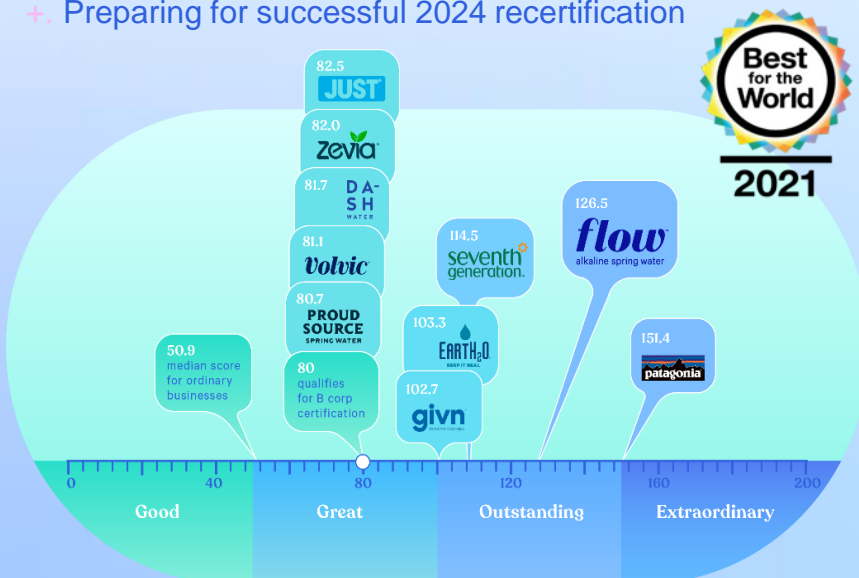 +. Preparing for successful 2024 recertification
Best
for the
World
2021
82.5
JUST
82.0
zevia
81.7
DA-
SH
WATER
81.1
Volvic
80.7
PROUD
SOURCE
SPRING WATER
50.9
median score
for ordinary
businesses
80
qualifies
for B corp
certification
114.5
seventh
generation.
103.3
EARTH2O
KEEP IT REAL
102.7
givn
126.5
flow
alkaline spring water
151.4
patagonia
0
40
80
120
160
200
Good
Great
Outstanding
Extraordinary